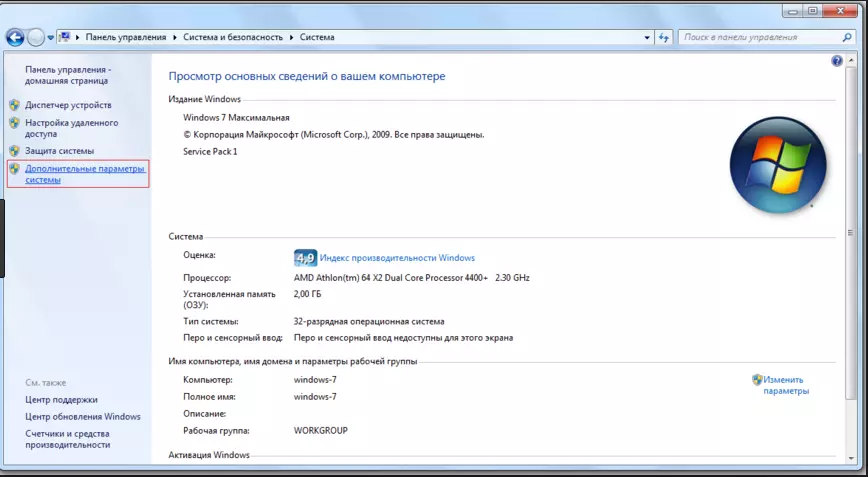 Панель управления
Система и безопасность
Система
Поиск в панели управления
Панель управления -
домашняя страница
Диспетчер устройств
Настройка удаленного
доступа
Защита системы
Дополнительные параметры
системы
См. также
Центр поддержки
Центр обновления Windows
Счетчики и средства
производительности
Просмотр основных сведений о вашем компьютере
Издание Windows
Windows 7 Максимальная
© Корпорация Майкрософт (Microsoft Corp.), 2009. Все права защищены.
Service Pack 1
Система
Оценка: 4,9 Индекс производительности Windows
Процессор: AMD Athlon(tm) 64 X2 Dual Core Processor 4400+ 2.30 GHz
Установленная память 2,00 ГБ
(ОЗУ):
Тип системы: 32-разрядная операционная система
Перо и сенсорный ввод: Перо и сенсорный ввод недоступны для этого экрана
Имя компьютера, имя домена и параметры рабочей группы
Компьютер: windows-7 Изменить
параметры
Полное имя: windows-7
Описание:
Рабочая группа: WORKGROUP
Активация Windows